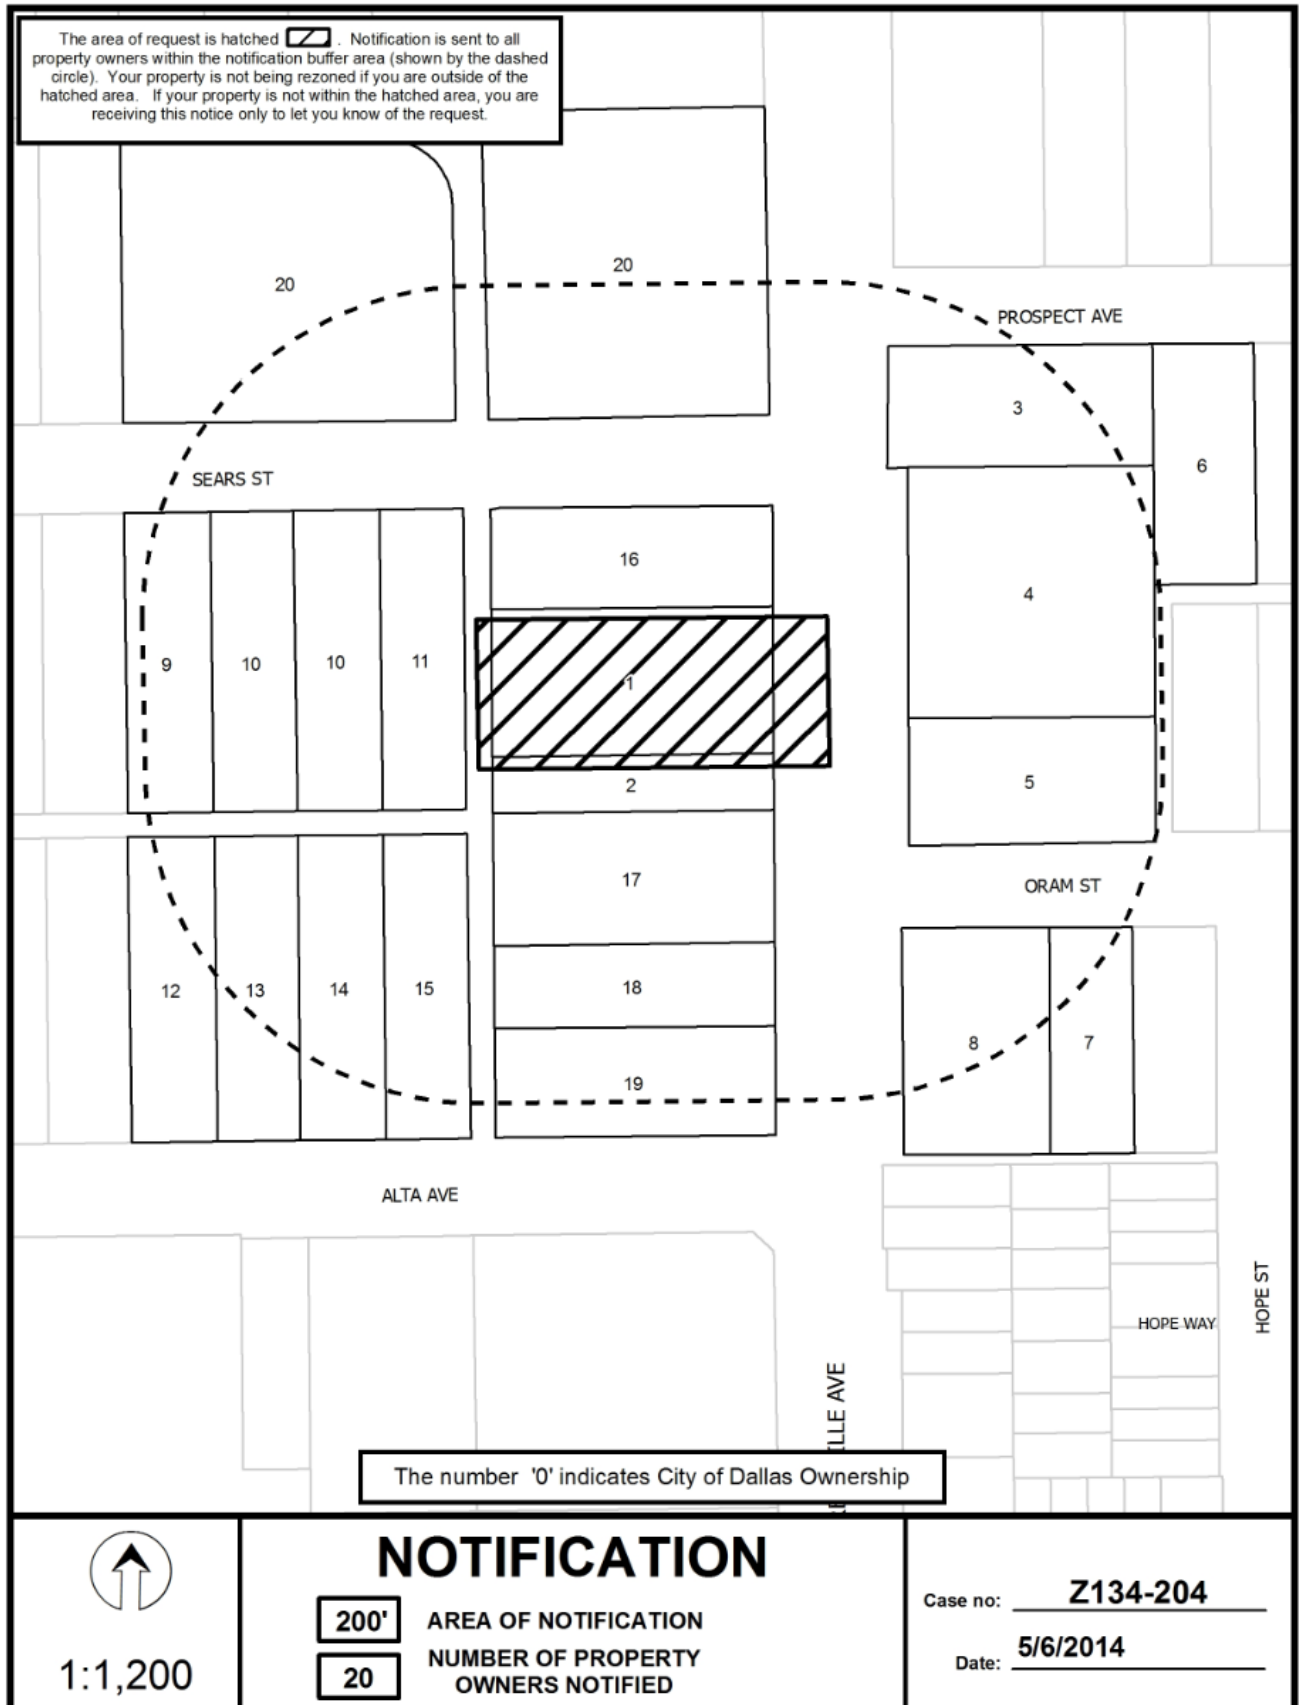 The area of request is hatched . Notification is sent to all
property owners within the notification buffer area (shown by the dashed
circle). Your property is not being rezoned if you are outside of the
hatched area. If your property is not within the hatched area, you are
receiving this notice only to let you know of the request.
20
20
PROSPECT AVE
3
6
SEARS ST
16
4
9
10
10
11
1
5
2
17
ORAM ST
12
13
14
15
18
8
7
19
ALTA AVE
HOPE ST
HOPE WAY
ILLE AVE
The number '0' indicates City of Dallas Ownership
1:1,200
NOTIFICATION
200' AREA OF NOTIFICATION
20 NUMBER OF PROPERTY
OWNERS NOTIFIED
Case no: Z134-204
Date: 5/6/2014